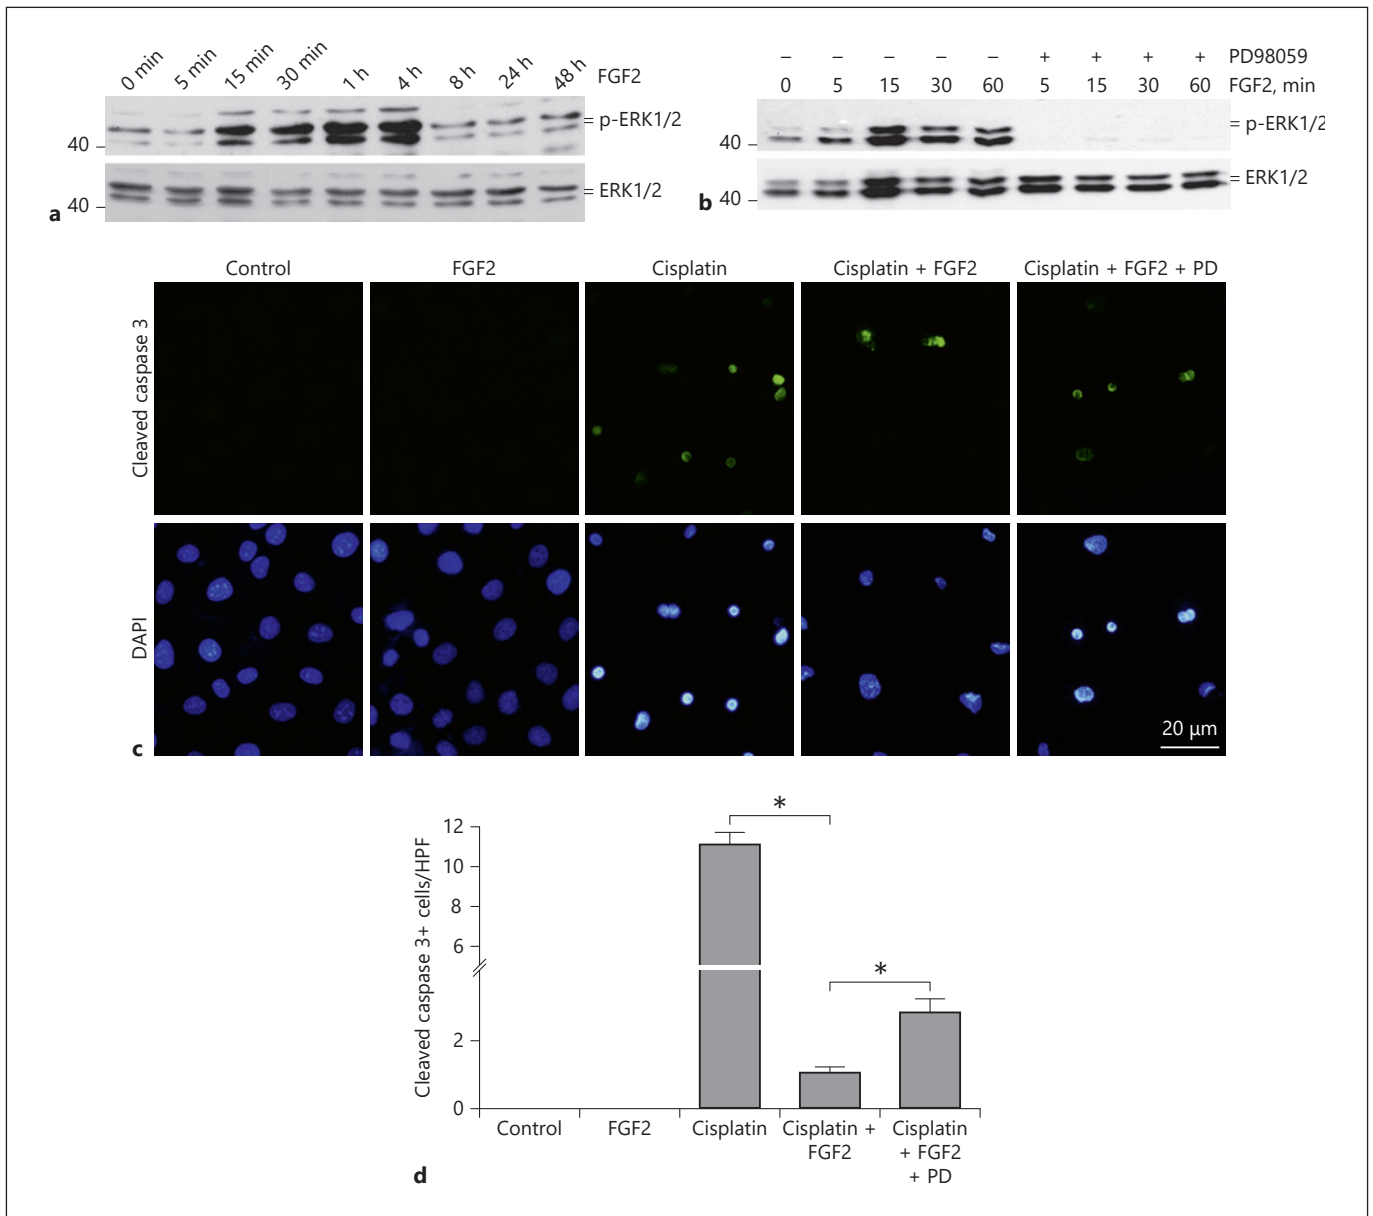 0 min 5 min 15 min 30 min 1 h 4 h 8 h 24 h 48 h FGF2
= p-ERK1/2
40
= ERK1/2
40
a
– – – – – + + + + PD98059
0 5 15 30 60 5 15 30 60 FGF2, min
= p-ERK1/2
40
= ERK1/2
40
b
Control FGF2 Cisplatin Cisplatin + FGF2 Cisplatin + FGF2 + PD
Cleaved caspase 3
DAPI
20 µm
c
Cleaved caspase 3+ cells/HPF
12
10
8
6
2
0
*
*
Control
FGF2
Cisplatin
Cisplatin +
FGF2
Cisplatin
+ FGF2
+ PD
d